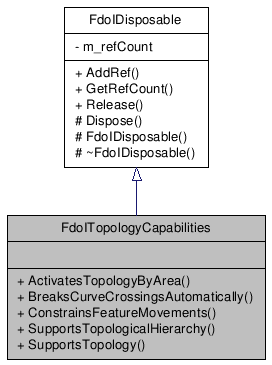 FdoIDisposable
- m_refCount
+ AddRef()
+ GetRefCount()
+ Release()
# Dispose()
# FdoIDisposable()
# ~FdoIDisposable()
FdoITopologyCapabilities
+ ActivatesTopologyByArea()
+ BreaksCurveCrossingsAutomatically()
+ ConstrainsFeatureMovements()
+ SupportsTopologicalHierarchy()
+ SupportsTopology()